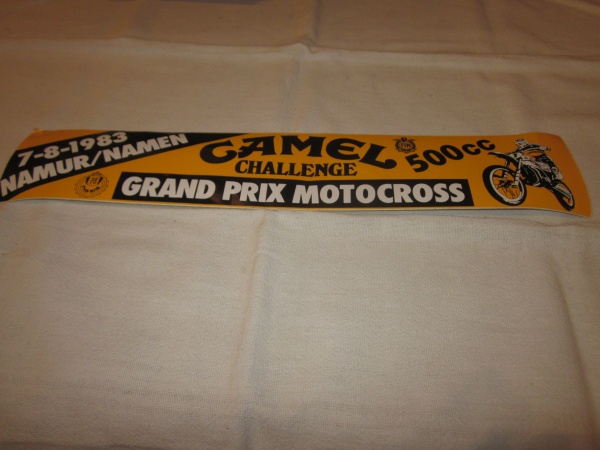 7-8-1983
NAMUR/NAMEN
CAMEL
CHALLENGE
500cc
GRAND PRIX MOTOCROSS